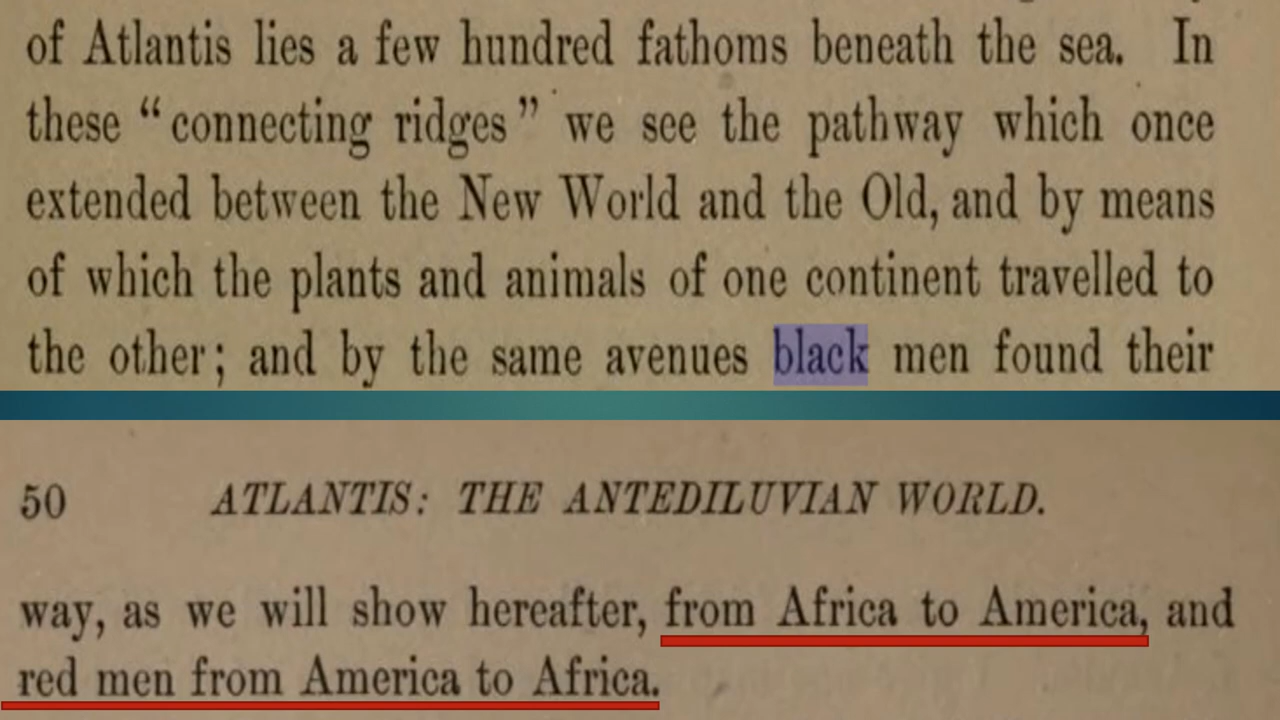 of Atlantis lies a few hundred fathoms beneath the sea. In
these “connecting ridges” we see the pathway which once
extended between the New World and the Old, and by means
of which the plants and animals of one continent travelled to
the other; and by the same avenues black men found their
50 ATLANTIS: THE ANTEDILUVIAN WORLD.
way, as we will show hereafter, from Africa to America, and
red men from America to Africa.